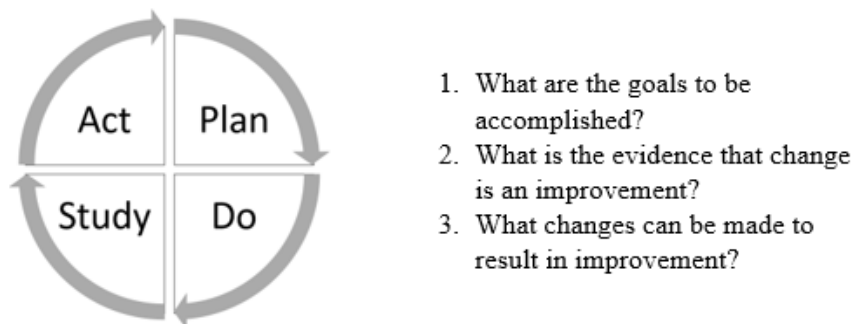 Act
Plan
Study
Do
1. What are the goals to be
accomplished?
2. What is the evidence that change
is an improvement?
3. What changes can be made to
result in improvement?